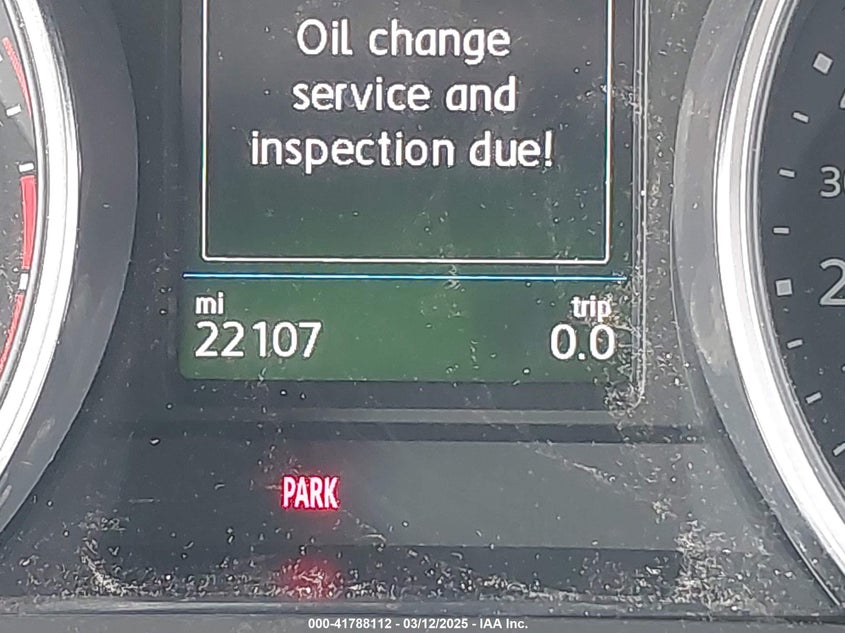 Oil change
service and
inspection due!
mi
trip
22107
0.0
PARK
000-41788112 - 03/12/2025 - IAA Inc.